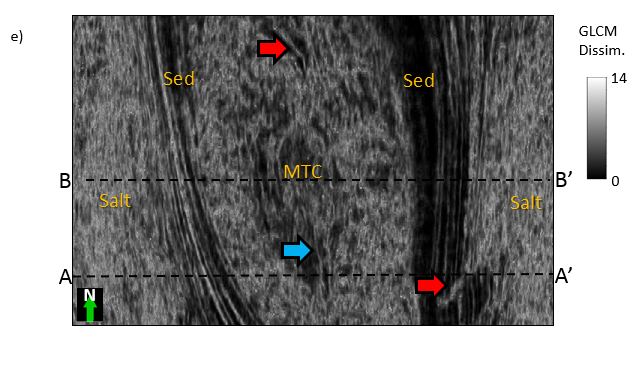 e)
GLCM
Dissim.
14
0
Sed
Sed
MTC
B
B’
Salt
Salt
A
A’
N